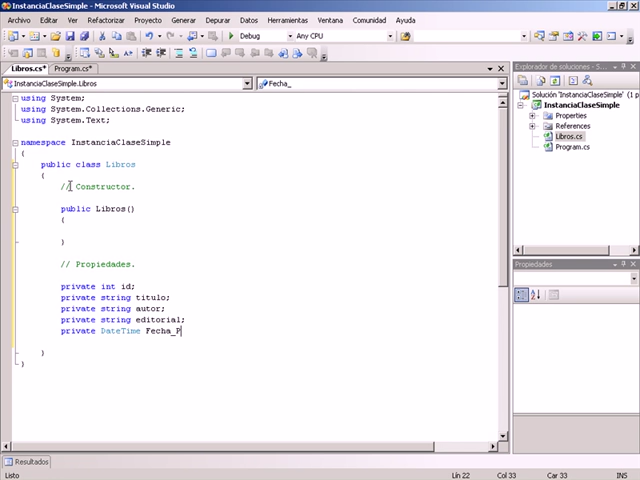 InstanciaClaseSimple - Microsoft Visual Studio
Archivo Editar Ver Refactorizar Proyecto Generar Depurar Datos Herramientas Ventana Comunidad Ayuda
Debug Any CPU
Libros.cs* Program.cs*
InstanciaClaseSimple.Libros Fecha_
using System;
using System.Collections.Generic;
using System.Text;
namespace InstanciaClaseSimple
{
public class Libros
{
// Constructor.
public Libros()
{
}
// Propiedades.
private int id;
private string titulo;
private string autor;
private string editorial;
private DateTime Fecha_P
}
}
Explorador de soluciones - S...
Solución "InstanciaClaseSimple" (1 p
InstanciaClaseSimple
Properties
References
Libros.cs
Program.cs
Propiedades
Resultados
Listo Lín 22 Col 33 Car 33 INS